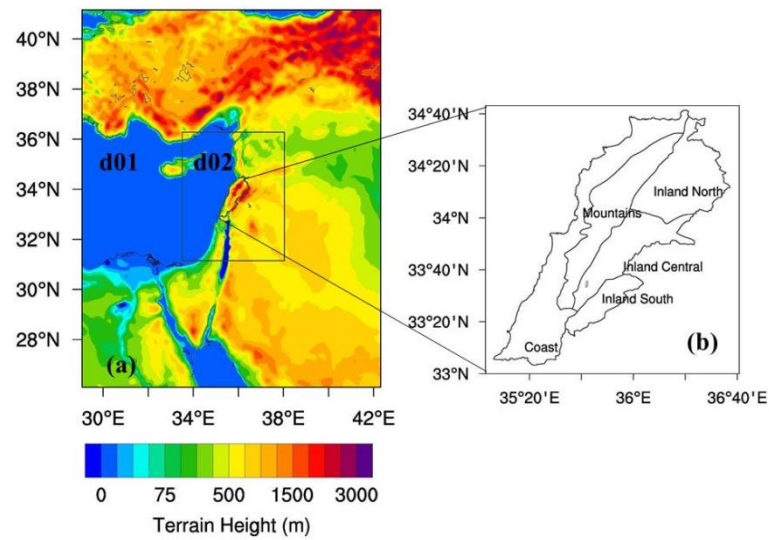 40°N
38°N
36°N
34°N
32°N
30°N
28°N
d01
d02
(a)
30°E
34°E
38°E
42°E
0
75
500
1500
3000
Terrain Height (m)
34°40'N
34°20'N
34°N
33°40'N
33°20'N
33°N
Inland North
Mountains
Inland Central
Inland South
Coast
(b)
35°20'E
36°E
36°40'E